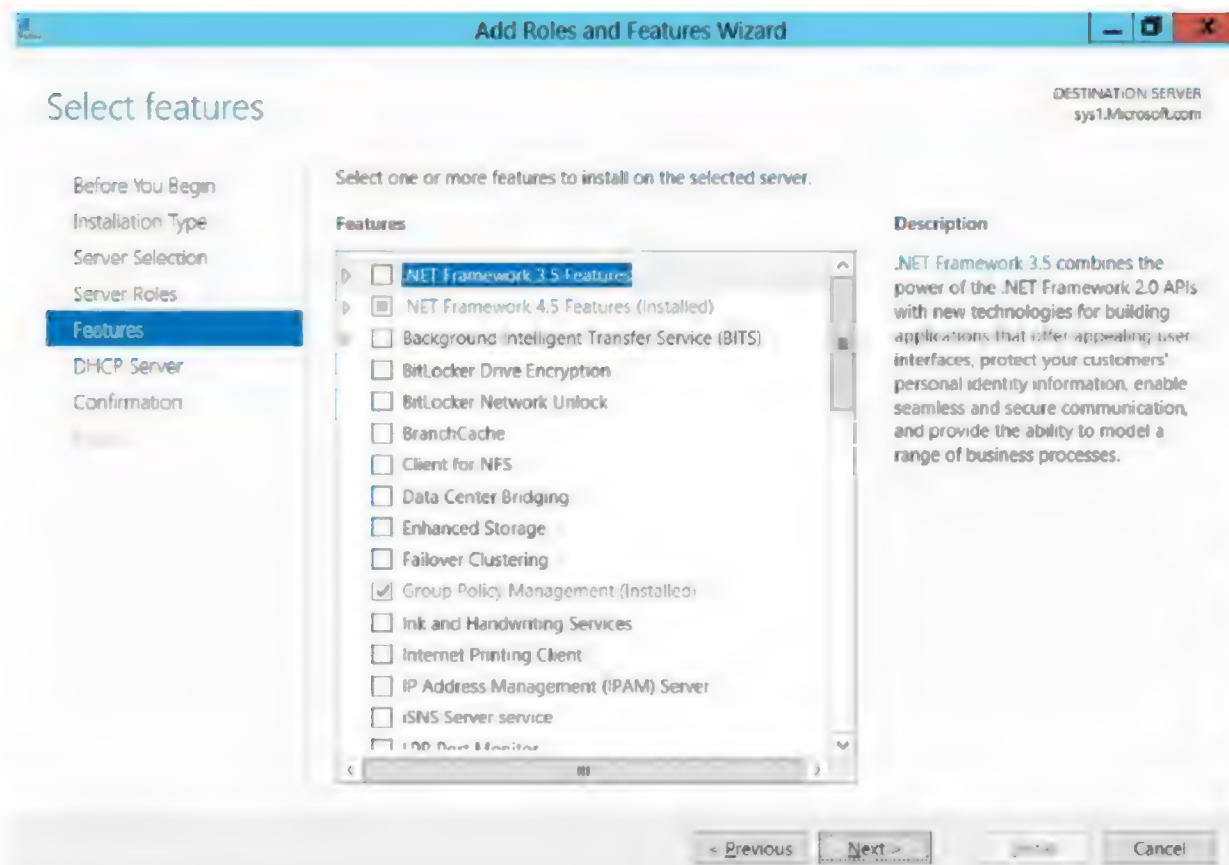 Add Roles and Features Wizard
Select features
DESTINATION SERVER
sys1.Microsoft.com
Before You Begin
Installation Type
Server Selection
Server Roles
Features
DHCP Server
Confirmation
Select one or more features to install on the selected server.
Features
.NET Framework 3.5 Features
.NET Framework 4.5 Features (Installed)
Background Intelligent Transfer Service (BITS)
BitLocker Drive Encryption
BitLocker Network Unlock
BranchCache
Client for NFS
Data Center Bridging
Enhanced Storage
Failover Clustering
Group Policy Management (Installed)
Ink and Handwriting Services
Internet Printing Client
IP Address Management (IPAM) Server
iSNS Server service
LPR Port Monitor
Description
.NET Framework 3.5 combines the
power of the .NET Framework 2.0 APIs
with new technologies for building
applications that offer appealing user
interfaces, protect your customers'
personal identity information, enable
seamless and secure communication,
and provide the ability to model a
range of business processes.
< Previous
Next >
Cancel